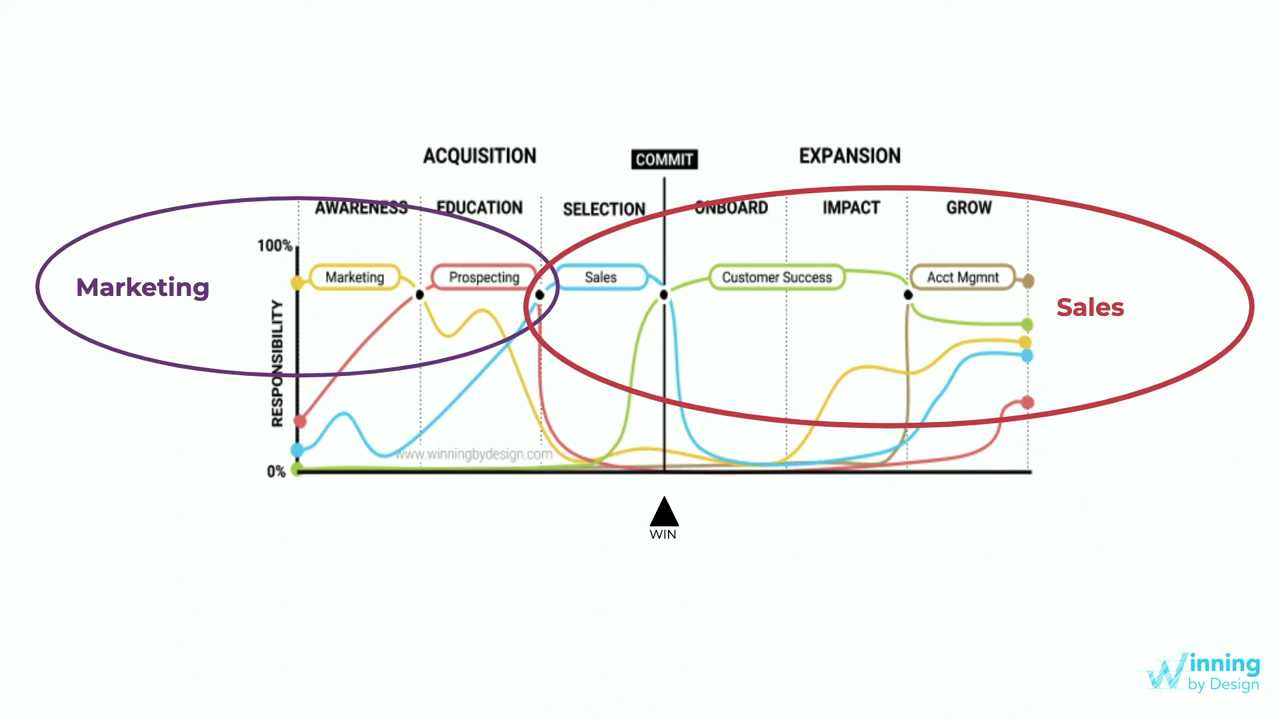 ACQUISITION
COMMIT
EXPANSION
AWARENESS
EDUCATION
SELECTION
ONBOARD
IMPACT
GROW
100%
Marketing
Prospecting
Sales
Customer Success
Acct Mgmnt
Marketing
Sales
RESPONSIBILITY
www.winningbydesign.com
0%
WIN
Winning
by Design